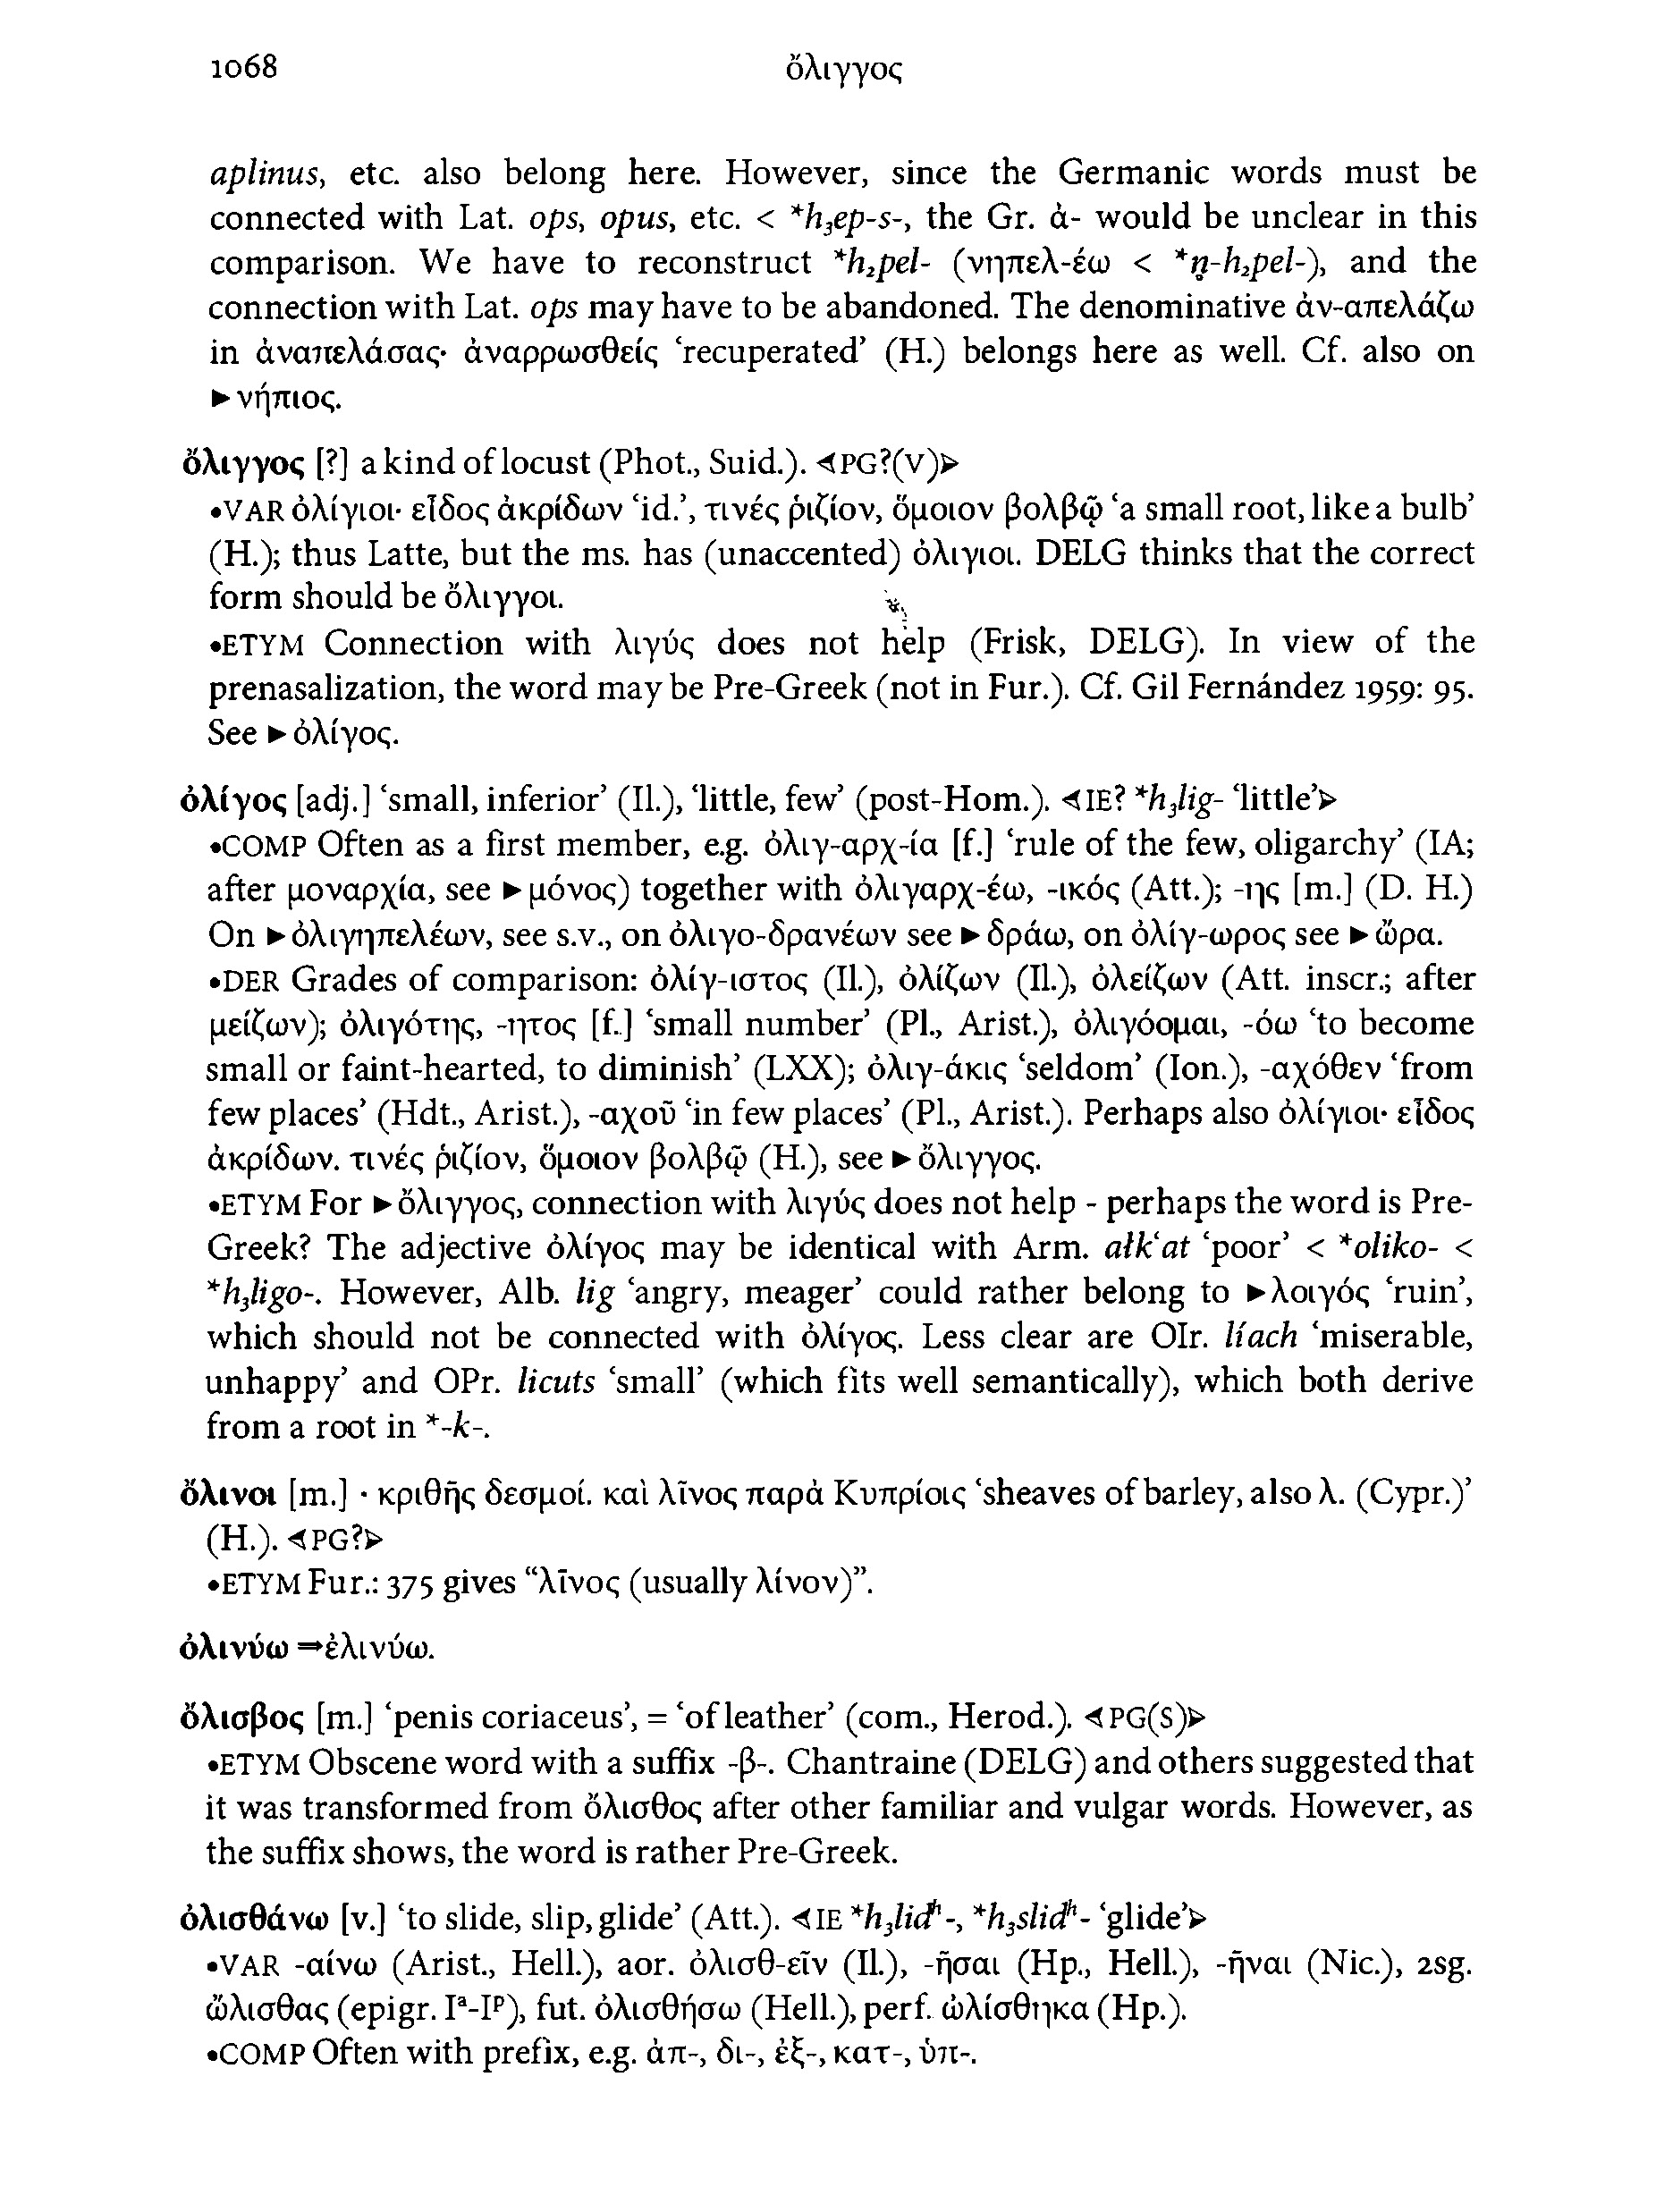 1068 ὄλιγγος
aplinus, etc. also belong here. However, since the Germanic words must be
connected with Lat. ops, opus, etc. < *h₃ep-s-, the Gr. ἀ- would be unclear in this
comparison. We have to reconstruct *h₂pel- (νηπελ-έω < *n̥-h₂pel-), and the
connection with Lat. ops may have to be abandoned. The denominative ἀν-απελάζω
in ἀναπελάσας· ἀναρρωσθείς ‘recuperated’ (H.) belongs here as well. Cf. also on
►νήπιος.
ὄλιγγος [?] a kind of locust (Phot., Suid.). ◄PG?(V)►
•VAR ὀλίγιοι· εἶδος ἀκρίδων ‘id.’, τινές ῥιζίον, ὅμοιον βολβῷ ‘a small root, like a bulb’
(H.); thus Latte, but the ms. has (unaccented) ὀλιγιοι. DELG thinks that the correct
form should be ὄλιγγοι.
•ETYM Connection with λιγύς does not help (Frisk, DELG). In view of the
prenasalization, the word may be Pre-Greek (not in Fur.). Cf. Gil Fernández 1959: 95.
See ►ὀλίγος.
ὀλίγος [adj.] ‘small, inferior’ (Il.), ‘little, few’ (post-Hom.). ◄IE? *h₃lig- ‘little’►
•COMP Often as a first member, e.g. ὀλιγ-αρχ-ία [f.] ‘rule of the few, oligarchy’ (IA;
after μοναρχία, see ►μόνος) together with ὀλιγαρχ-έω, -ικός (Att.); -ης [m.] (D. H.)
On ►ὀλιγηπελέων, see s.v., on ὀλιγο-δρανέων see ►δράω, on ὀλίγ-ωρος see ►ὥρα.
•DER Grades of comparison: ὀλίγ-ιστος (Il.), ὀλίζων (Il.), ὀλείζων (Att. inscr.; after
μείζων); ὀλιγότης, -ητος [f.] ‘small number’ (Pl., Arist.), ὀλιγόομαι, -όω ‘to become
small or faint-hearted, to diminish’ (LXX); ὀλιγ-άκις ‘seldom’ (Ion.), -αχόθεν ‘from
few places’ (Hdt., Arist.), -αχοῦ ‘in few places’ (Pl., Arist.). Perhaps also ὀλίγιοι· εἶδος
ἀκρίδων. τινές ῥιζίον, ὅμοιον βολβῷ (H.), see ►ὄλιγγος.
•ETYM For ►ὄλιγγος, connection with λιγύς does not help - perhaps the word is Pre-
Greek? The adjective ὀλίγος may be identical with Arm. ałkʻat ‘poor’ < *oliko- <
*h₃ligo-. However, Alb. lig ‘angry, meager’ could rather belong to ►λοιγός ‘ruin’,
which should not be connected with ὀλίγος. Less clear are OIr. líach ‘miserable,
unhappy’ and OPr. licuts ‘small’ (which fits well semantically), which both derive
from a root in *-k-.
ὄλινοι [m.] · κριθῆς δεσμοί. καὶ λῖνος παρὰ Κυπρίοις ‘sheaves of barley, also λ. (Cypr.)’
(H.). ◄PG?►
•ETYM Fur.: 375 gives “λῖνος (usually λίνον)”.
ὀλινύω ⇒ἐλινύω.
ὄλισβος [m.] ‘penis coriaceus’, = ‘of leather’ (com., Herod.). ◄PG(S)►
•ETYM Obscene word with a suffix -β-. Chantraine (DELG) and others suggested that
it was transformed from ὄλισθος after other familiar and vulgar words. However, as
the suffix shows, the word is rather Pre-Greek.
ὀλισθάνω [v.] ‘to slide, slip, glide’ (Att.). ◄IE *h₃lidʰ-, *h₃slidʰ- ‘glide’►
•VAR -αίνω (Arist., Hell.), aor. ὀλισθ-εῖν (Il.), -ῆσαι (Hp., Hell.), -ῆναι (Nic.), 2sg.
ὤλισθας (epigr. Iᵃ-Iᵖ), fut. ὀλισθήσω (Hell.), perf. ὠλίσθηκα (Hp.).
•COMP Often with prefix, e.g. ἀπ-, δι-, ἐξ-, κατ-, ὑπ-.